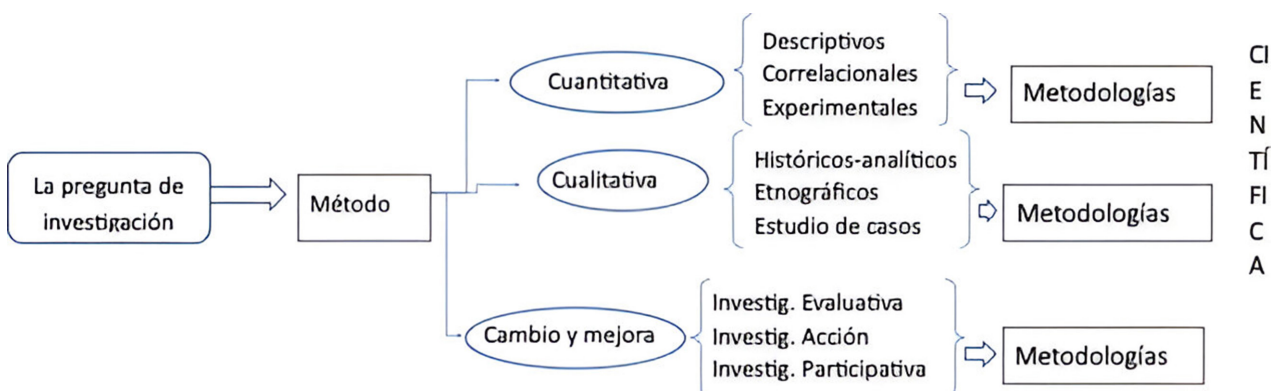 La pregunta de
investigación
Método
Cuantitativa
Descriptivos
Correlacionales
Experimentales
Metodologías
Cualitativa
Históricos-analíticos
Etnográficos
Estudio de casos
Metodologías
Cambio y mejora
Investig. Evaluativa
Investig. Acción
Investig. Participativa
Metodologías
CI
E
N
TÍ
FI
C
A